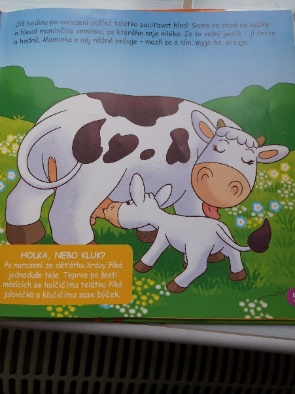 Již hodinu po narození začíná telátko pociťovat hlad! Samo se staví na nožky
a hledá maminčino vemínko, ze kterého saje mléko. Je to velký jedlík - jí často
a hodně. Maminka o něj něžně pečuje - mazlí se s ním, myje ho, olizuje.
HOLKA, NEBO KLUK?
Po narození se děťátku krávy říká
jednoduše tele. Teprve po šesti
měsících se holčičímu telátku říká
jalovička a klučičímu zase býček.